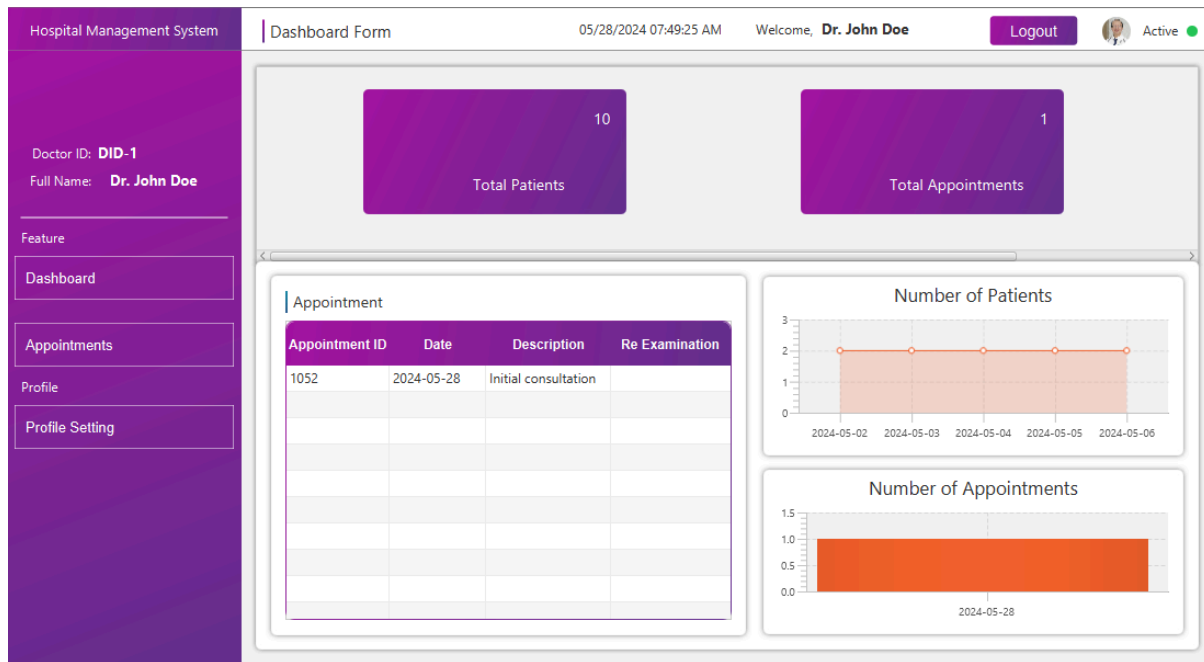 Hospital Management System
Dashboard Form
05/28/2024 07:49:25 AM
Welcome, Dr. John Doe
Logout
Active
Doctor ID: DID-1
Full Name: Dr. John Doe
Feature
Dashboard
Appointments
Profile
Profile Setting
10
Total Patients
1
Total Appointments
Appointment
Appointment ID Date Description Re Examination
1052 2024-05-28 Initial consultation
Number of Patients
3
2
1
0
2024-05-02 2024-05-03 2024-05-04 2024-05-05 2024-05-06
Number of Appointments
1.5
1.0
0.5
0.0
2024-05-28